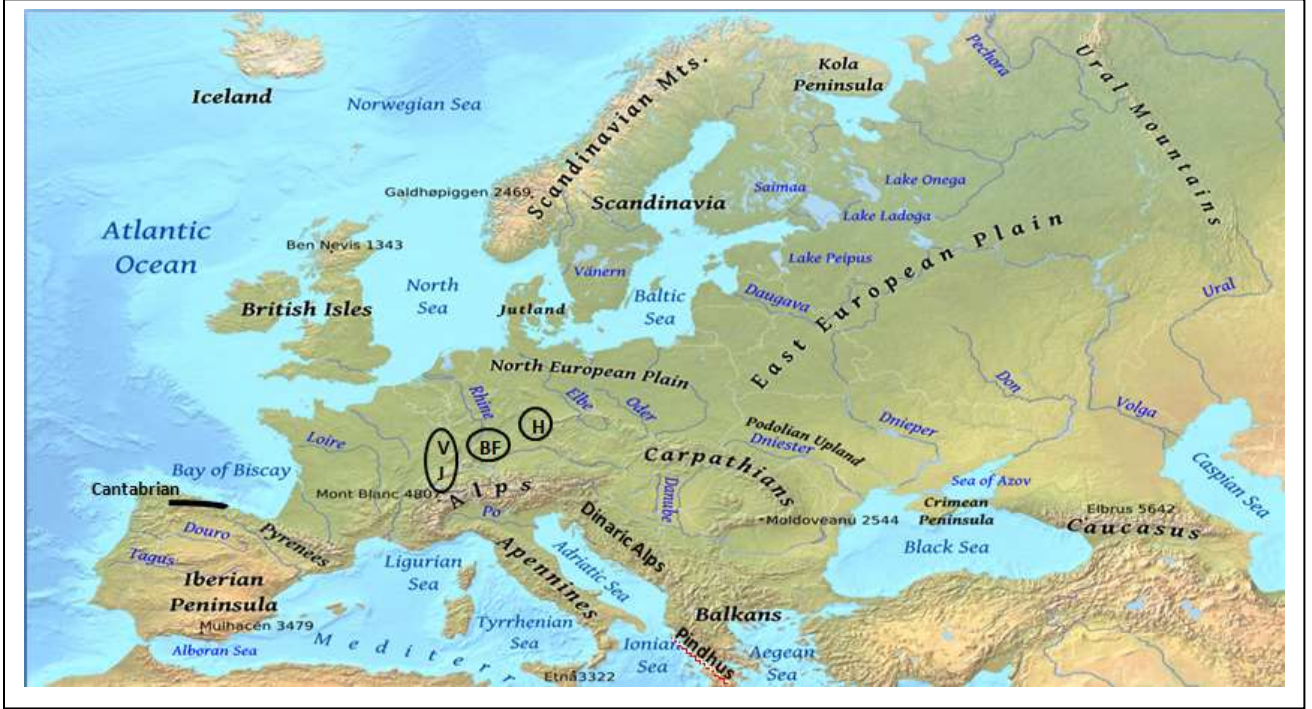 Iceland
Norwegian Sea
Scandinavian Mts.
Kola
Peninsula
Pechora
Ural Mountains
Galdhøpiggen 2469
Scandinavia
Saimaa
Lake Onega
Lake Ladoga
Lake Peipus
Atlantic
Ocean
Ben Nevis 1343
North
Sea
Vänern
Baltic
Sea
Daugava
East European Plain
Ural
British Isles
Jutland
North European Plain
Rhine
Elbe
Oder
Don
Volga
Dnieper
Podolian Upland
Dniester
Loire
V
J
BF
H
Carpathians
Bay of Biscay
Cantabrian
Mont Blanc 4807
Alps
Po
Danube
Moldoveanu 2544
Sea of Azov
Crimean
Peninsula
Elbrus 5642
Caucasus
Caspian Sea
Black Sea
Douro
Pyrenees
Tagus
Iberian
Peninsula
Mulhacén 3479
Alboran Sea
Ligurian
Sea
Apennines
Adriatic Sea
Dinaric Alps
Balkans
Pindhus
Tyrrhenian
Sea
Ionian
Sea
Aegean
Sea
Mediterr
Etna3322